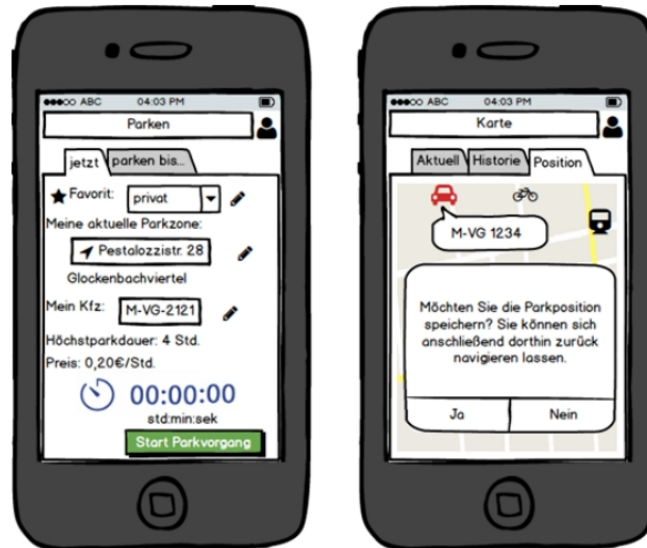 ABC 04:03 PM
Parken
jetzt parken bis...
Favorit: privat
Meine aktuelle Parkzone:
Pestalozzistr. 28
Glockenbachviertel
Mein Kfz: M-VG-2121
Höchstparkdauer: 4 Std.
Preis: 0,20€/Std.
00:00:00
std:min:sek
Start Parkvorgang
ABC 04:03 PM
Karte
Aktuell Historie Position
M-VG 1234
Möchten Sie die Parkposition
speichern? Sie können sich
anschließend dorthin zurück
navigieren lassen.
Ja Nein